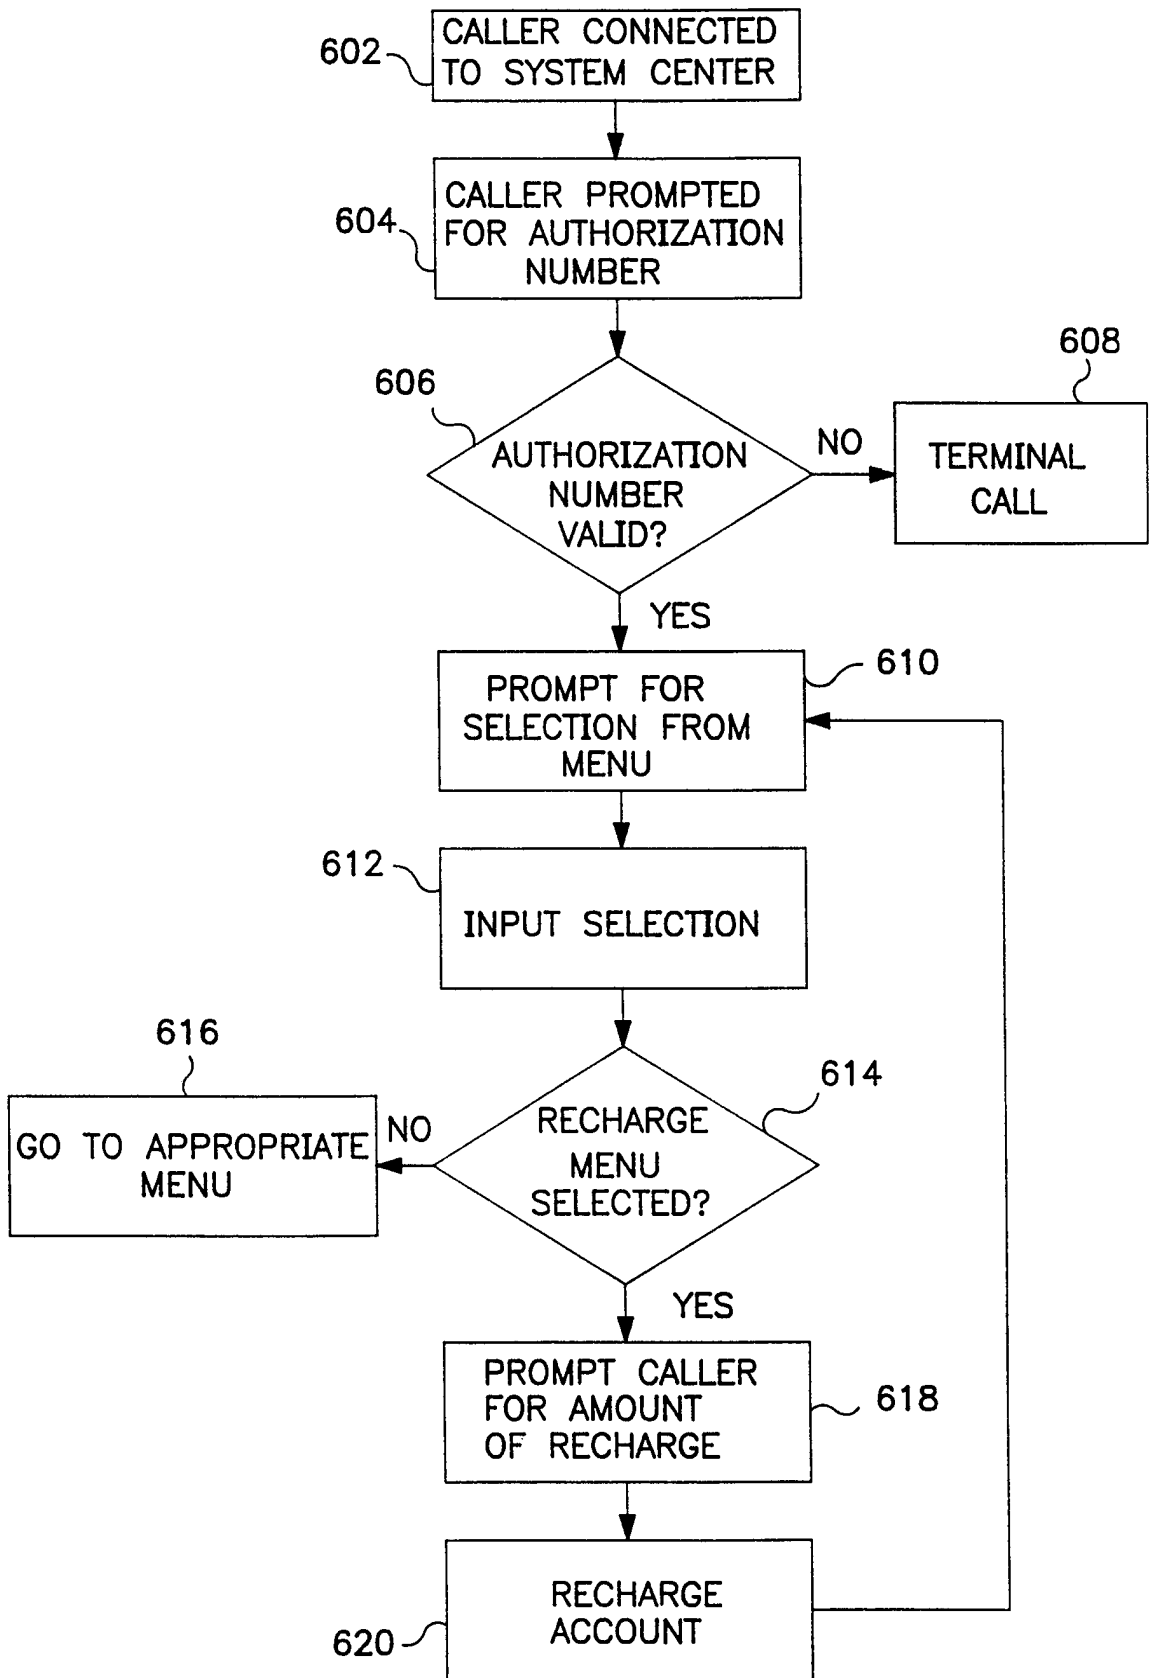 602
CALLER CONNECTED
TO SYSTEM CENTER
604
CALLER PROMPTED
FOR AUTHORIZATION
NUMBER
606
AUTHORIZATION
NUMBER
VALID?
NO
608
TERMINAL
CALL
YES
610
PROMPT FOR
SELECTION FROM
MENU
612
INPUT SELECTION
614
RECHARGE
MENU
SELECTED?
NO
616
GO TO APPROPRIATE
MENU
YES
618
PROMPT CALLER
FOR AMOUNT
OF RECHARGE
620
RECHARGE
ACCOUNT